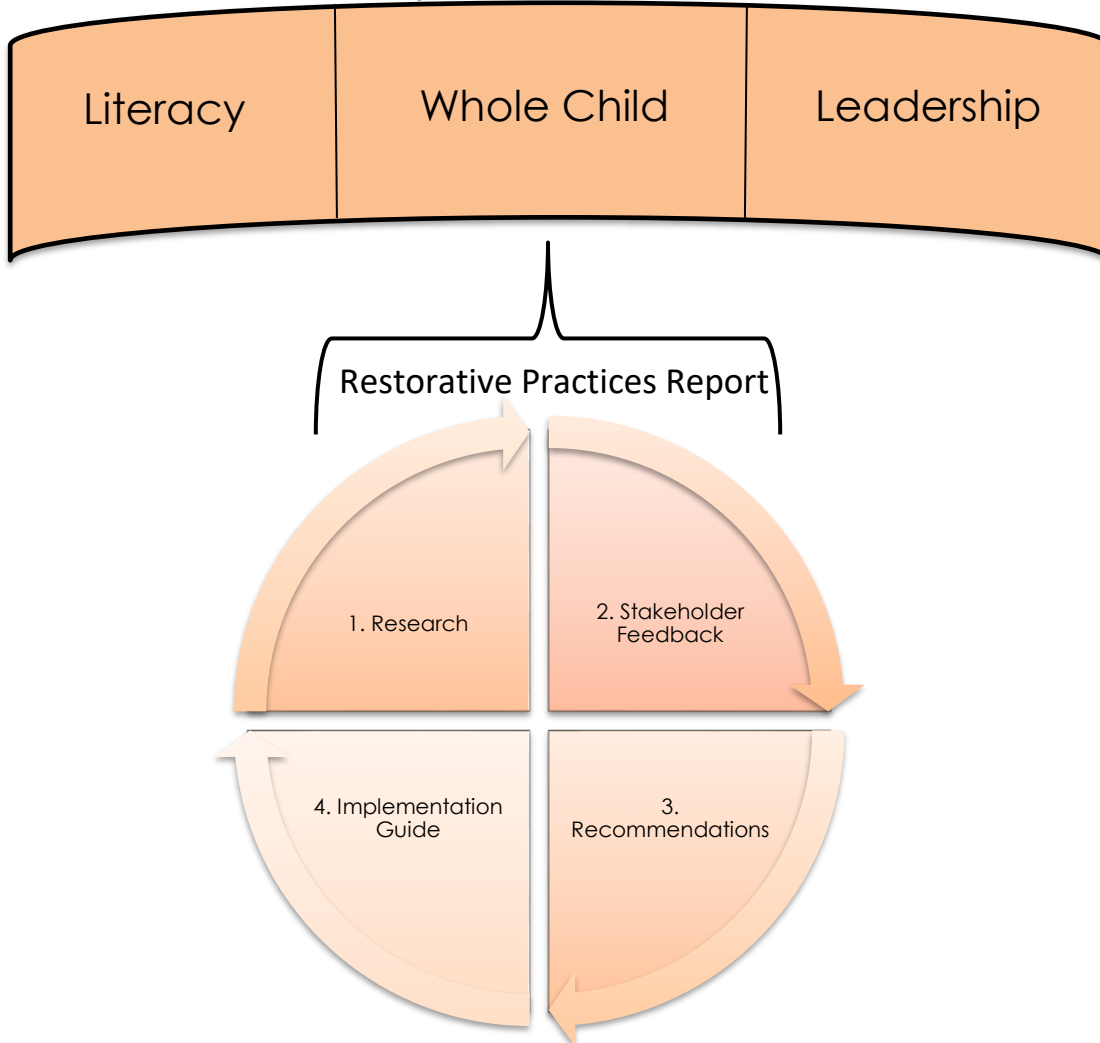 Literacy
Whole Child
Leadership
Restorative Practices Report
1. Research
2. Stakeholder
Feedback
4. Implementation
Guide
3.
Recommendations